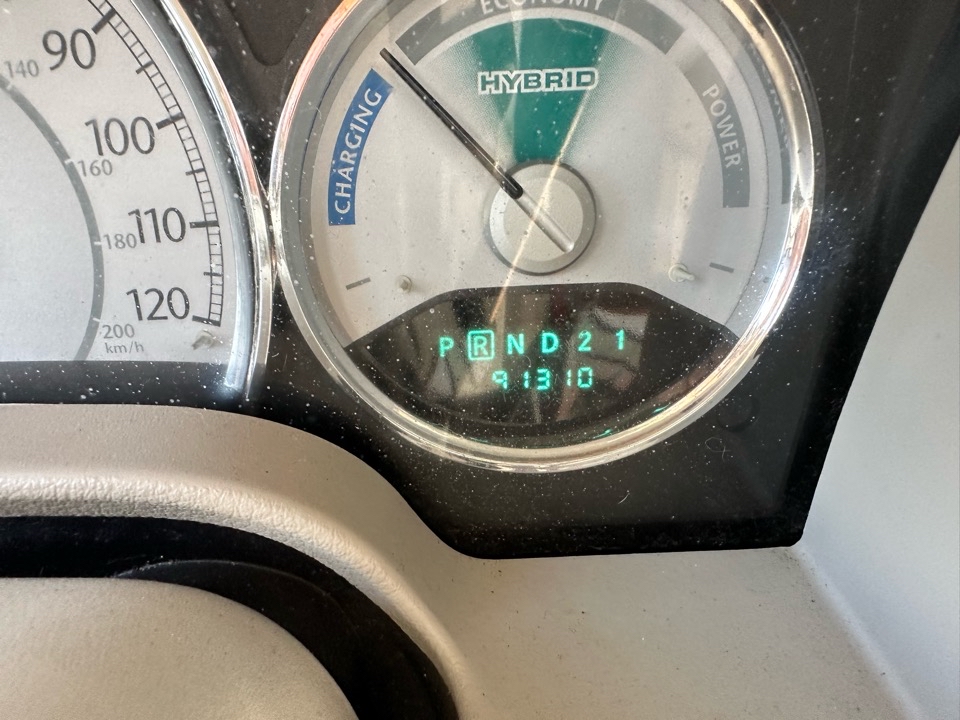 90
140
100
160
110
180
120
200
km/h
ECONOMY
HYBRID
CHARGING
POWER
P R N D 2 1
91310